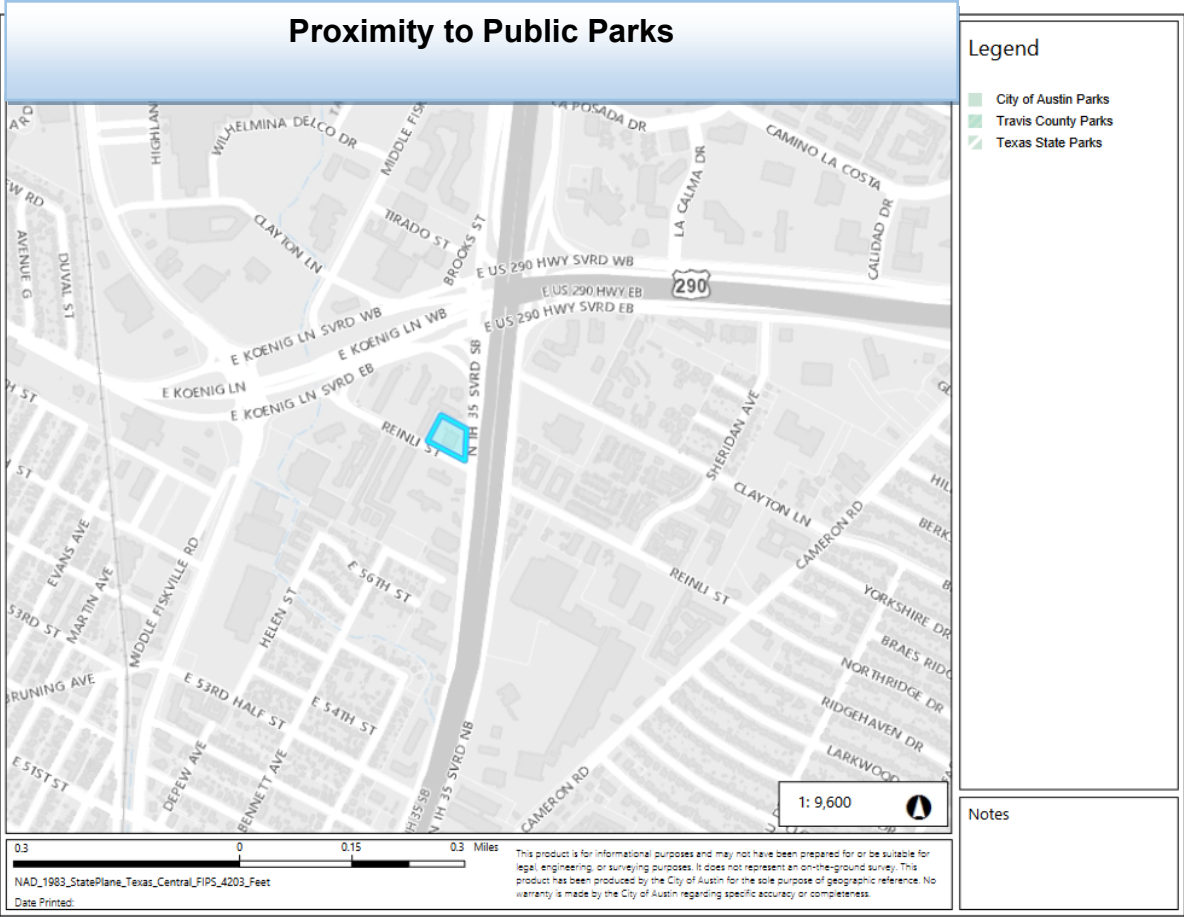 Proximity to Public Parks
Legend
City of Austin Parks
Travis County Parks
Texas State Parks
LA POSADA DR
HIGHLAN
WILHELMINA DELCO DR
MIDDLE FISK
CAMINO LA COSTA
LA CALMA DR
CALIDAD DR
EW RD
AVENUE G
DUVAL ST
CLAYTON LN
TIRADO ST
BROOKS ST
E US 290 HWY SVRD WB
E US 290 HWY EB
290
E US 290 HWY SVRD EB
E KOENIG LN SVRD WB
E KOENIG LN WB
E KOENIG LN
E KOENIG LN SVRD EB
N IH 35 SVRD SB
H ST
REINLI ST
SHERIDAN AVE
CLAYTON LN
CAMERON RD
HIL
BERK
EVANS AVE
MARTIN AVE
MIDDLE FISKVILLE RD
53RD ST
HELEN ST
E 56TH ST
REINLI ST
YORKSHIRE DR
BRAES RIDG
NORTHRIDGE DR
RIDGEHAVEN DR
LARKWOOD
BRUNING AVE
E 53RD HALF ST
E 54TH ST
E 51ST ST
DEPEW AVE
BENNETT AVE
IH 35 SB
N IH 35 SVRD NB
CAMERON RD
1: 9,600
Notes
0.3 0 0.15 0.3 Miles
NAD_1983_StatePlane_Texas_Central_FIPS_4203_Feet
Date Printed:
This product is for informational purposes and may not have been prepared for or be suitable for
legal, engineering, or surveying purposes. It does not represent an on-the-ground survey. This
product has been produced by the City of Austin for the sole purpose of geographic reference. No
warranty is made by the City of Austin regarding specific accuracy or completeness.